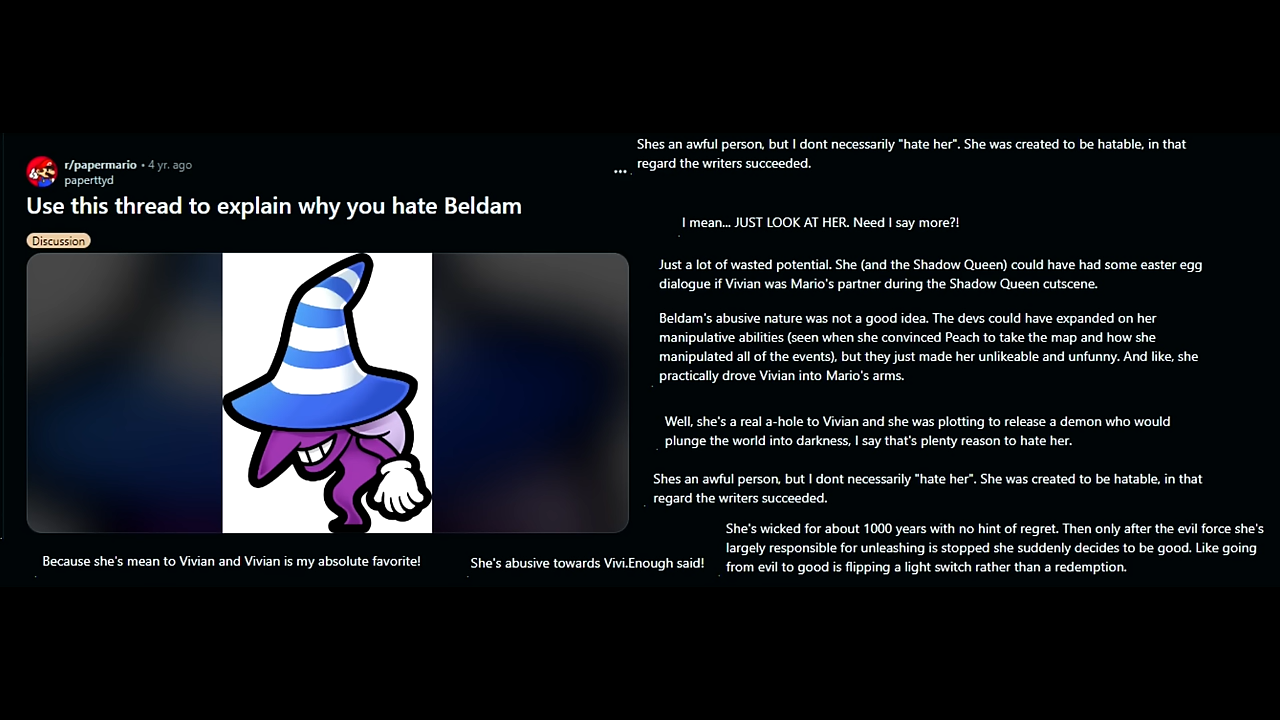 r/papermario • 4 yr. ago
paperttyd
Use this thread to explain why you hate Beldam
Discussion
Because she's mean to Vivian and Vivian is my absolute favorite!
She's abusive towards Vivi.Enough said!
Shes an awful person, but I dont necessarily "hate her". She was created to be hatable, in that
regard the writers succeeded.
I mean... JUST LOOK AT HER. Need I say more?!
Just a lot of wasted potential. She (and the Shadow Queen) could have had some easter egg
dialogue if Vivian was Mario's partner during the Shadow Queen cutscene.
Beldam's abusive nature was not a good idea. The devs could have expanded on her
manipulative abilities (seen when she convinced Peach to take the map and how she
manipulated all of the events), but they just made her unlikeable and unfunny. And like, she
practically drove Vivian into Mario's arms.
Well, she's a real a-hole to Vivian and she was plotting to release a demon who would
plunge the world into darkness, I say that's plenty reason to hate her.
Shes an awful person, but I dont necessarily "hate her". She was created to be hatable, in that
regard the writers succeeded.
She's wicked for about 1000 years with no hint of regret. Then only after the evil force she's
largely responsible for unleashing is stopped she suddenly decides to be good. Like going
from evil to good is flipping a light switch rather than a redemption.